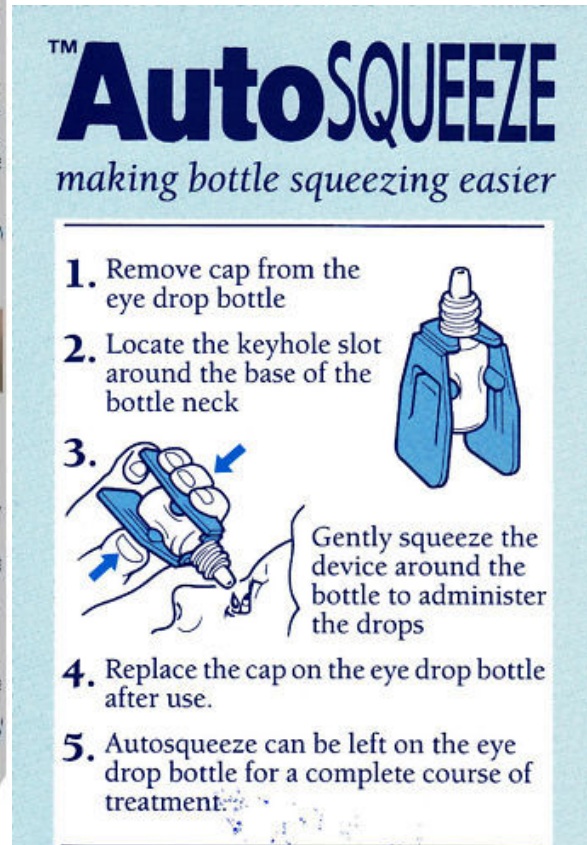 ™AutoSQUEEZE
making bottle squeezing easier
1. Remove cap from the
eye drop bottle
2. Locate the keyhole slot
around the base of the
bottle neck
3.
Gently squeeze the
device around the
bottle to administer
the drops
4. Replace the cap on the eye drop bottle
after use.
5. Autosqueeze can be left on the eye
drop bottle for a complete course of
treatment.